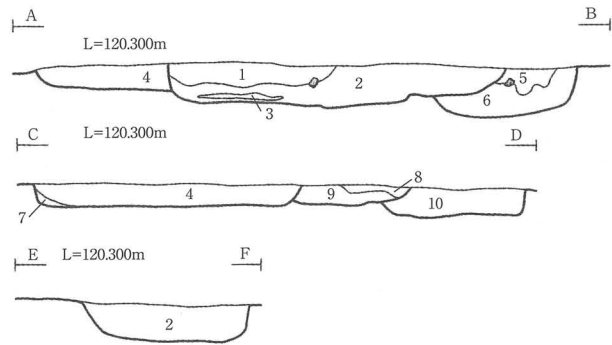 A B
L=120.300m
4 1 2 5
3 6
C L=120.300m D
7 4 9 8 10
E L=120.300m F
2